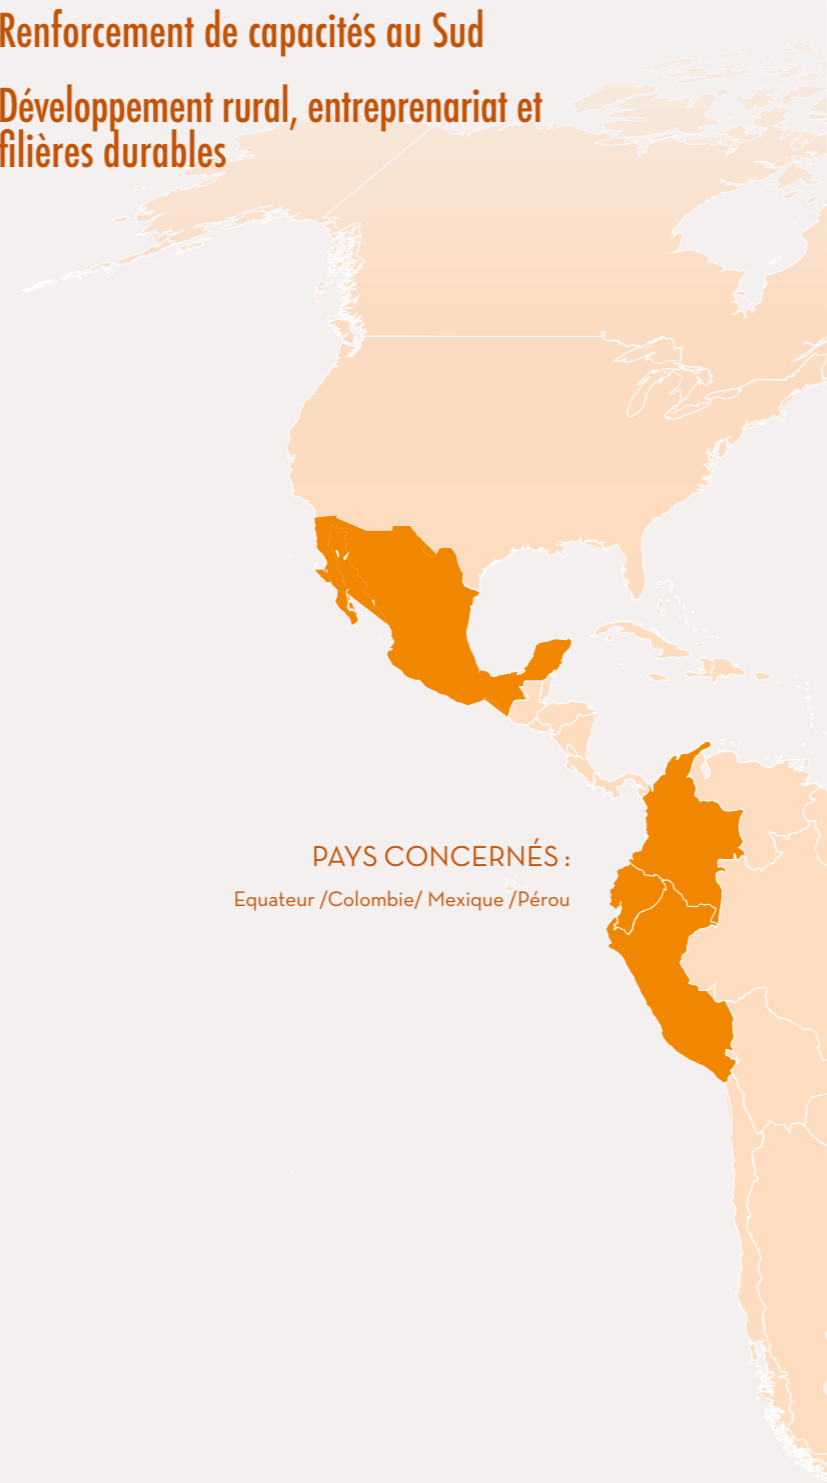 Renforcement de capacités au Sud
Développement rural, entreprenariat et
filières durables
PAYS CONCERNÉS :
Equateur /Colombie/ Mexique /Pérou